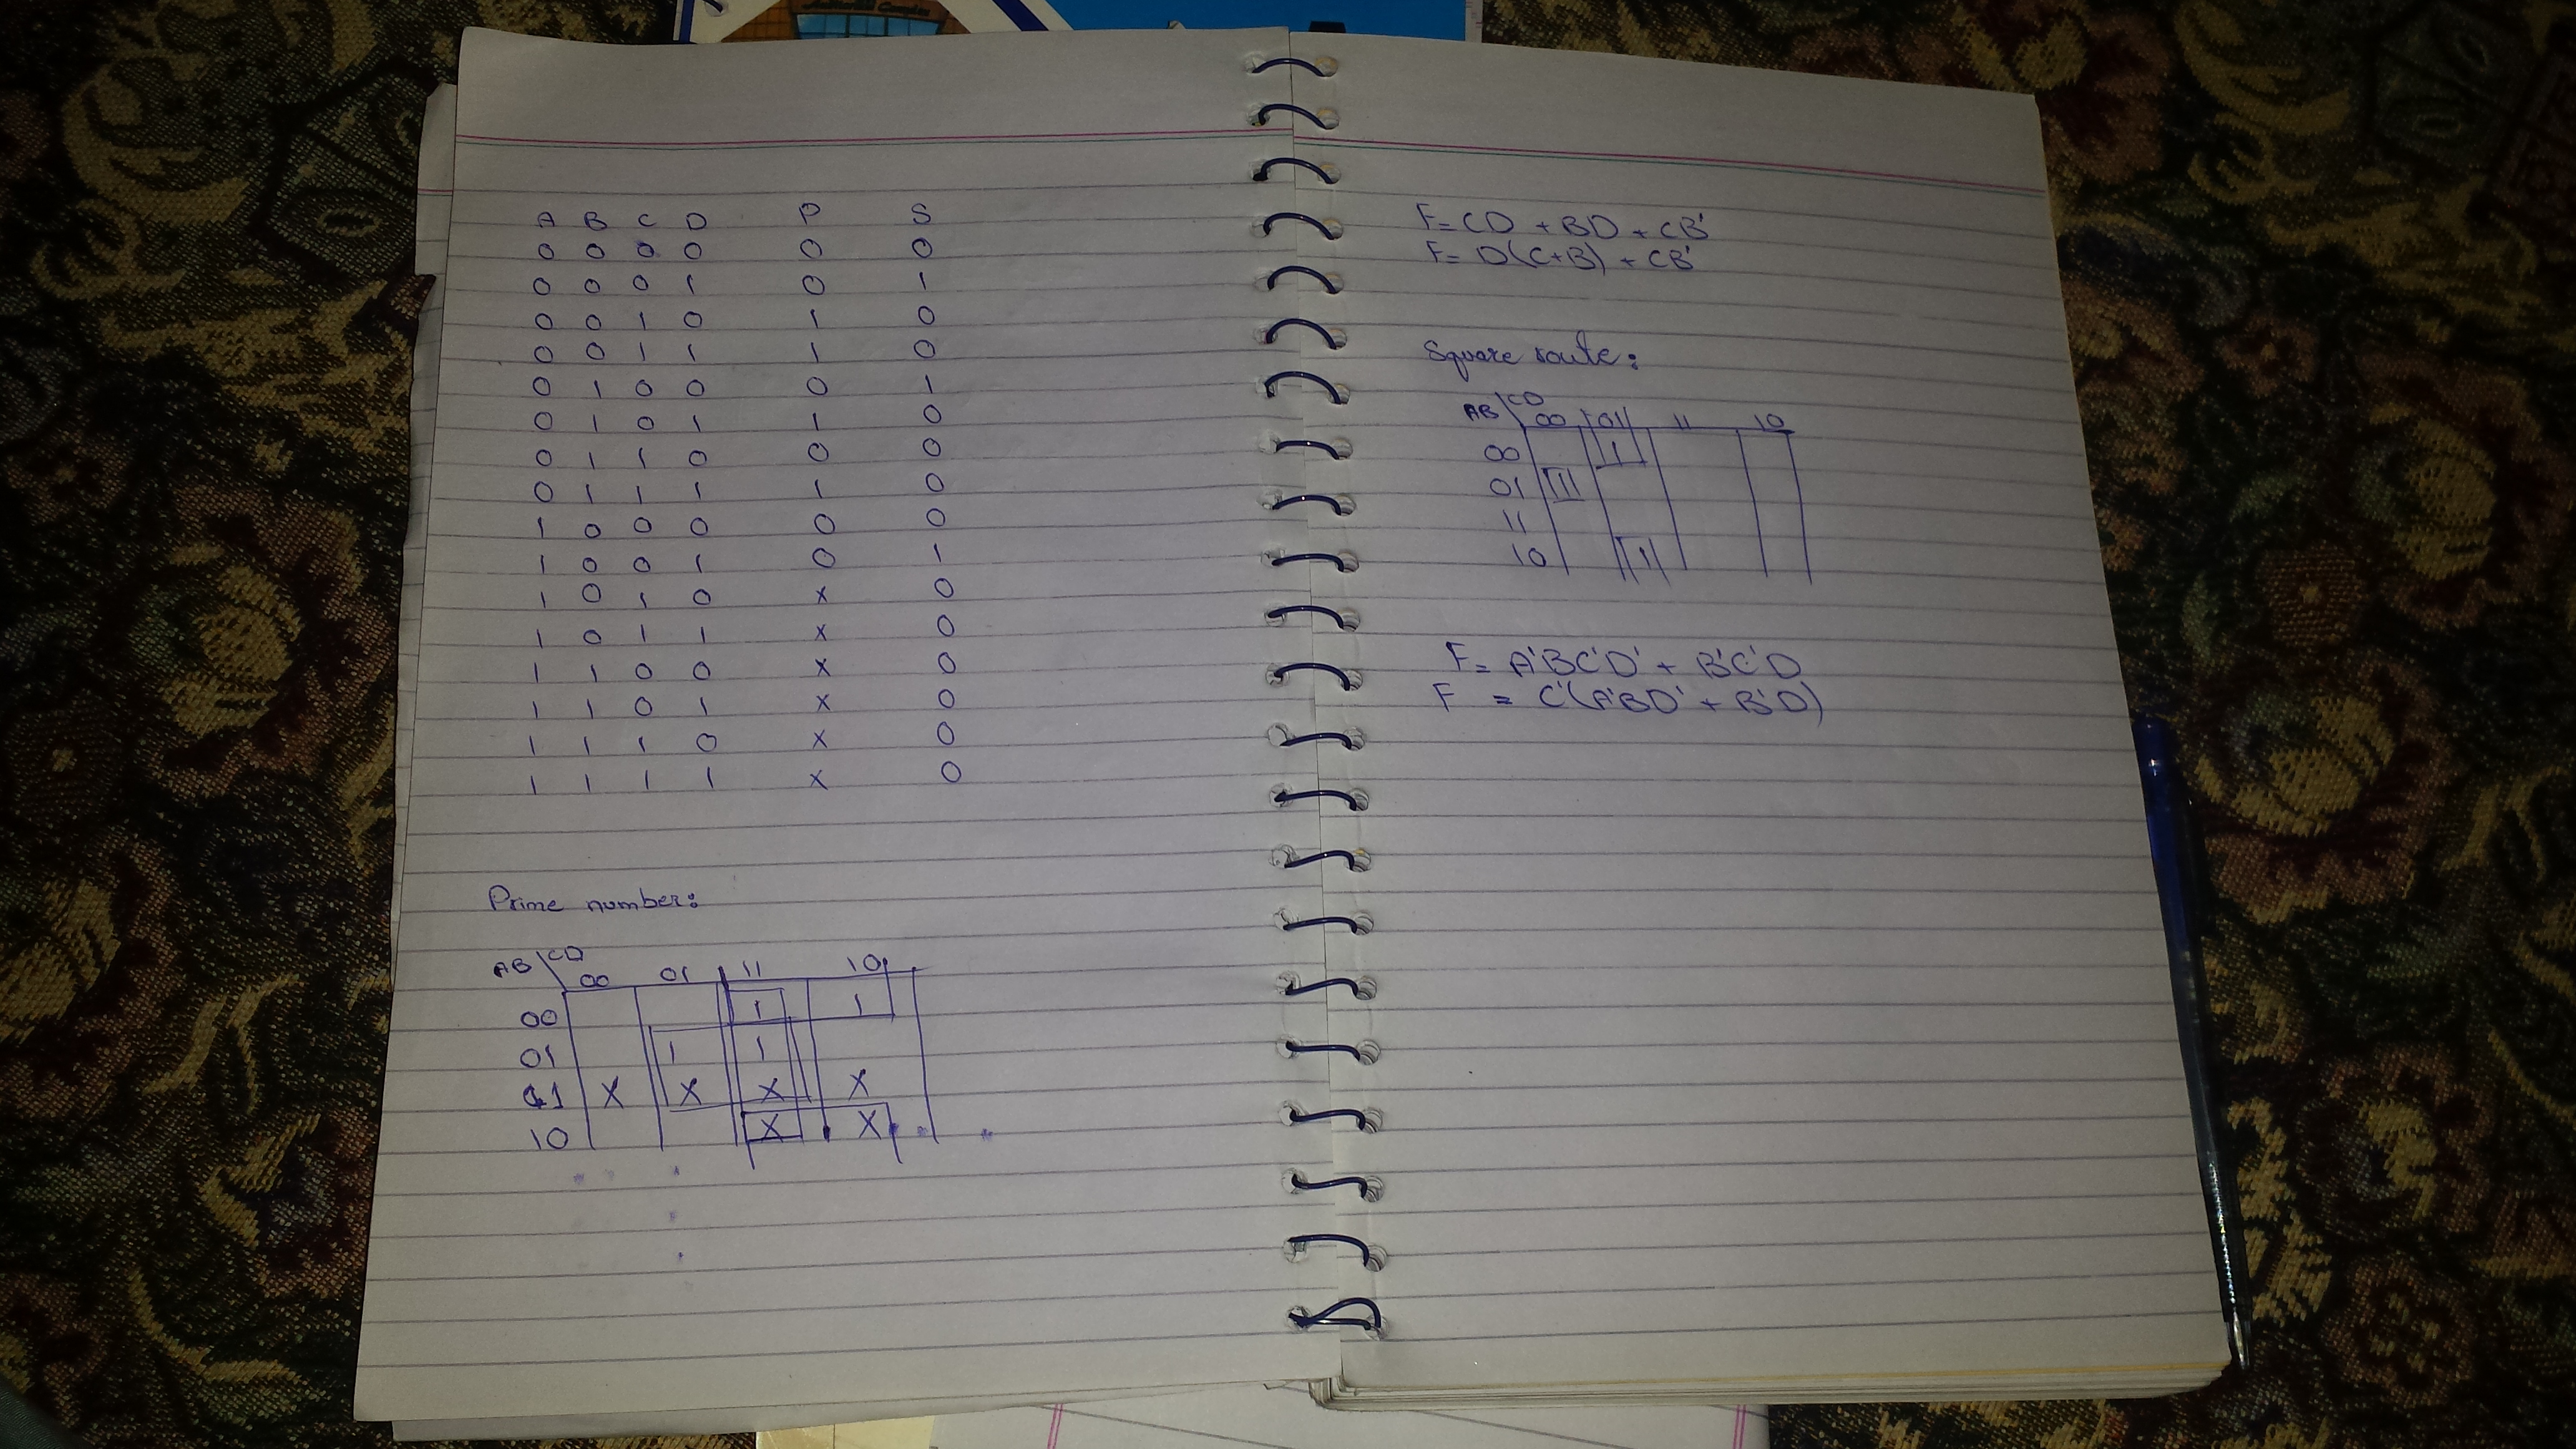 A B C D P S
0 0 0 0 0 0
0 0 0 1 0 1
0 0 1 0 1 0
0 0 1 1 1 0
0 1 0 0 0 1
0 1 0 1 1 0
0 1 1 0 0 0
0 1 1 1 1 0
1 0 0 0 0 0
1 0 0 1 0 1
1 0 1 0 x 0
1 0 1 1 x 0
1 1 0 0 x 0
1 1 0 1 x 0
1 1 1 0 x 0
1 1 1 1 x 0
Prime number:
AB\CD 00 01 11 10
00 1 1
01 1 1
11 X X X X
10 X X
F= CD + BD + CB'
F= D(C+B) + CB'
Square route:
AB\CD 00 01 11 10
00 1
01 1
11
10 1
F= A'BC'D' + B'C'D
F = C'(A'BD' + B'D)